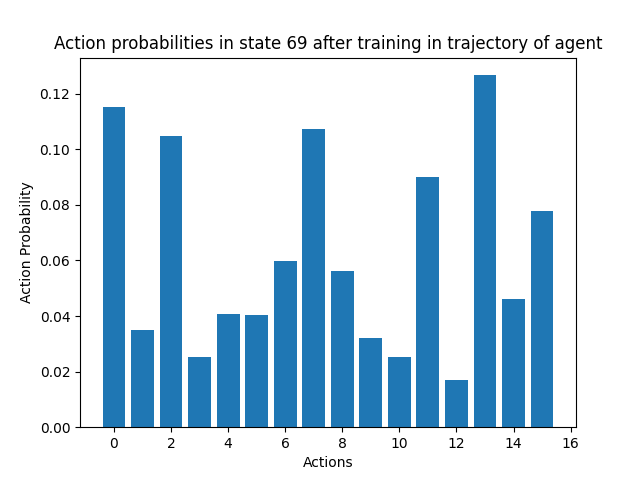 Action probabilities in state 69 after training in trajectory of agent
0.12
0.10
0.08
0.06
0.04
0.02
0.00
Action Probability
0 2 4 6 8 10 12 14 16
Actions